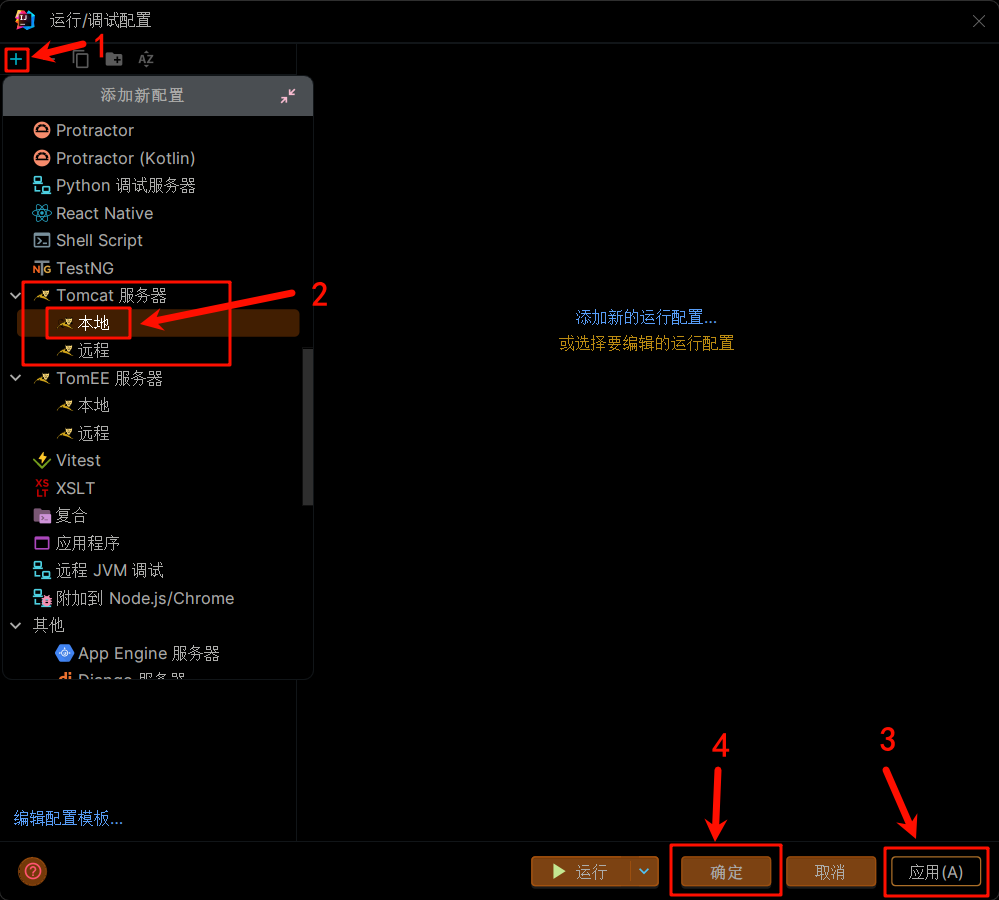 运行/调试配置
1
添加新配置
Protractor
Protractor (Kotlin)
Python 调试服务器
React Native
Shell Script
TestNG
Tomcat 服务器
2
本地
远程
TomEE 服务器
本地
远程
Vitest
XSLT
复合
应用程序
远程 JVM 调试
附加到 Node.js/Chrome
其他
App Engine 服务器
Django 服务器
添加新的运行配置...
或选择要编辑的运行配置
4
3
编辑配置模板...
运行
确定
取消
应用(A)